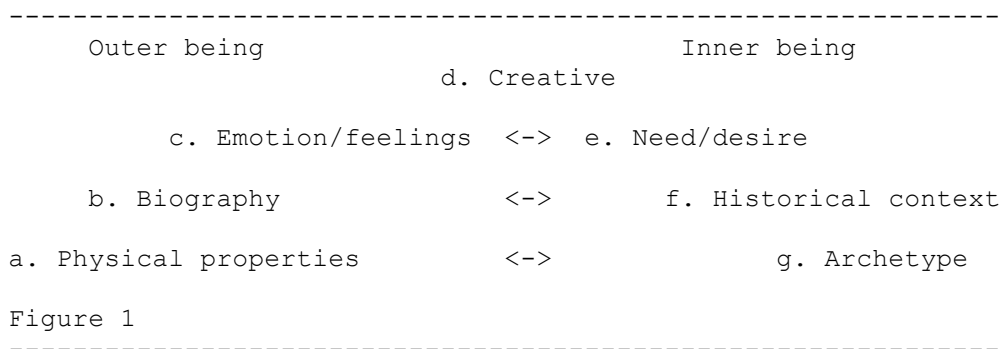 ----------------------------------------------------------------
Outer being Inner being
d. Creative
c. Emotion/feelings <-> e. Need/desire
b. Biography <-> f. Historical context
a. Physical properties <-> g. Archetype
Figure 1
----------------------------------------------------------------